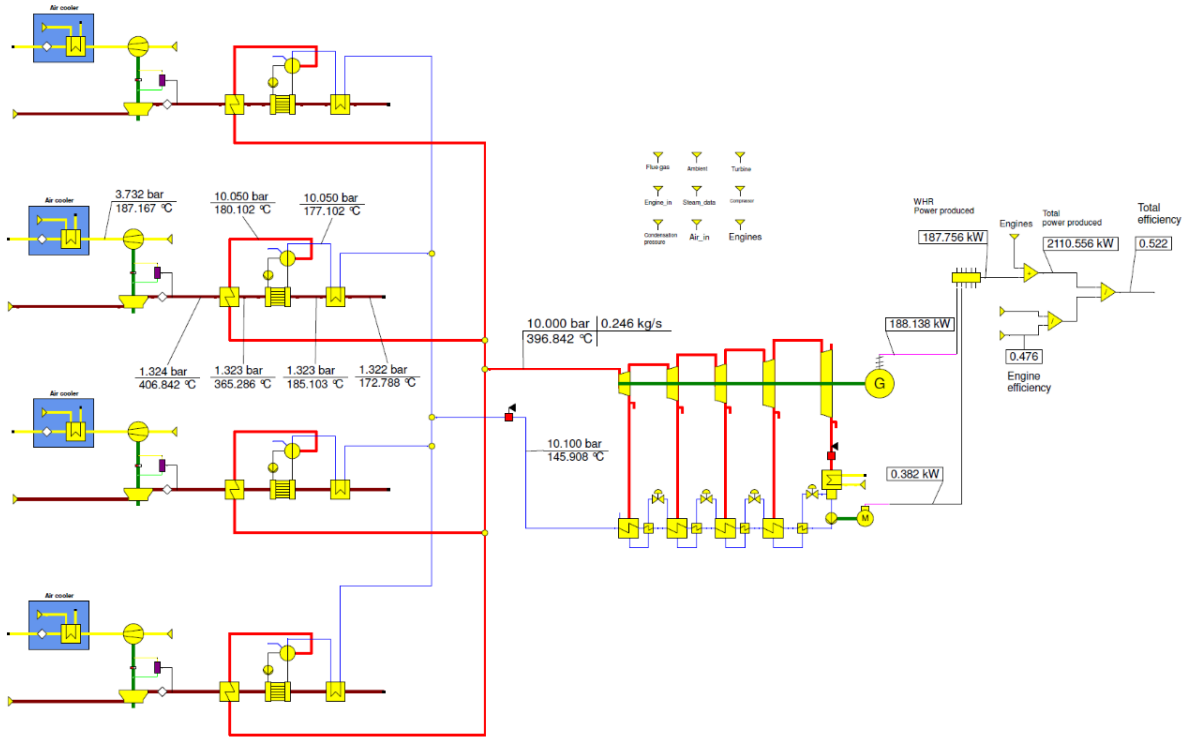 Air cooler
Air cooler
3.732 bar
187.167 °C
10.050 bar
180.102 °C
10.050 bar
177.102 °C
1.324 bar
406.842 °C
1.323 bar
365.286 °C
1.323 bar
185.103 °C
1.322 bar
172.788 °C
Air cooler
Air cooler
Flue gas
Ambient
Turbine
Engine_in
Steam_data
Compressor
Condensation
pressure
Air_in
Engines
10.000 bar
0.246 kg/s
396.842 °C
10.100 bar
145.908 °C
G
M
WHR
Power produced
187.756 kW
188.138 kW
0.382 kW
Engines
Total
power produced
2110.556 kW
Total
efficiency
0.522
0.476
Engine
efficiency